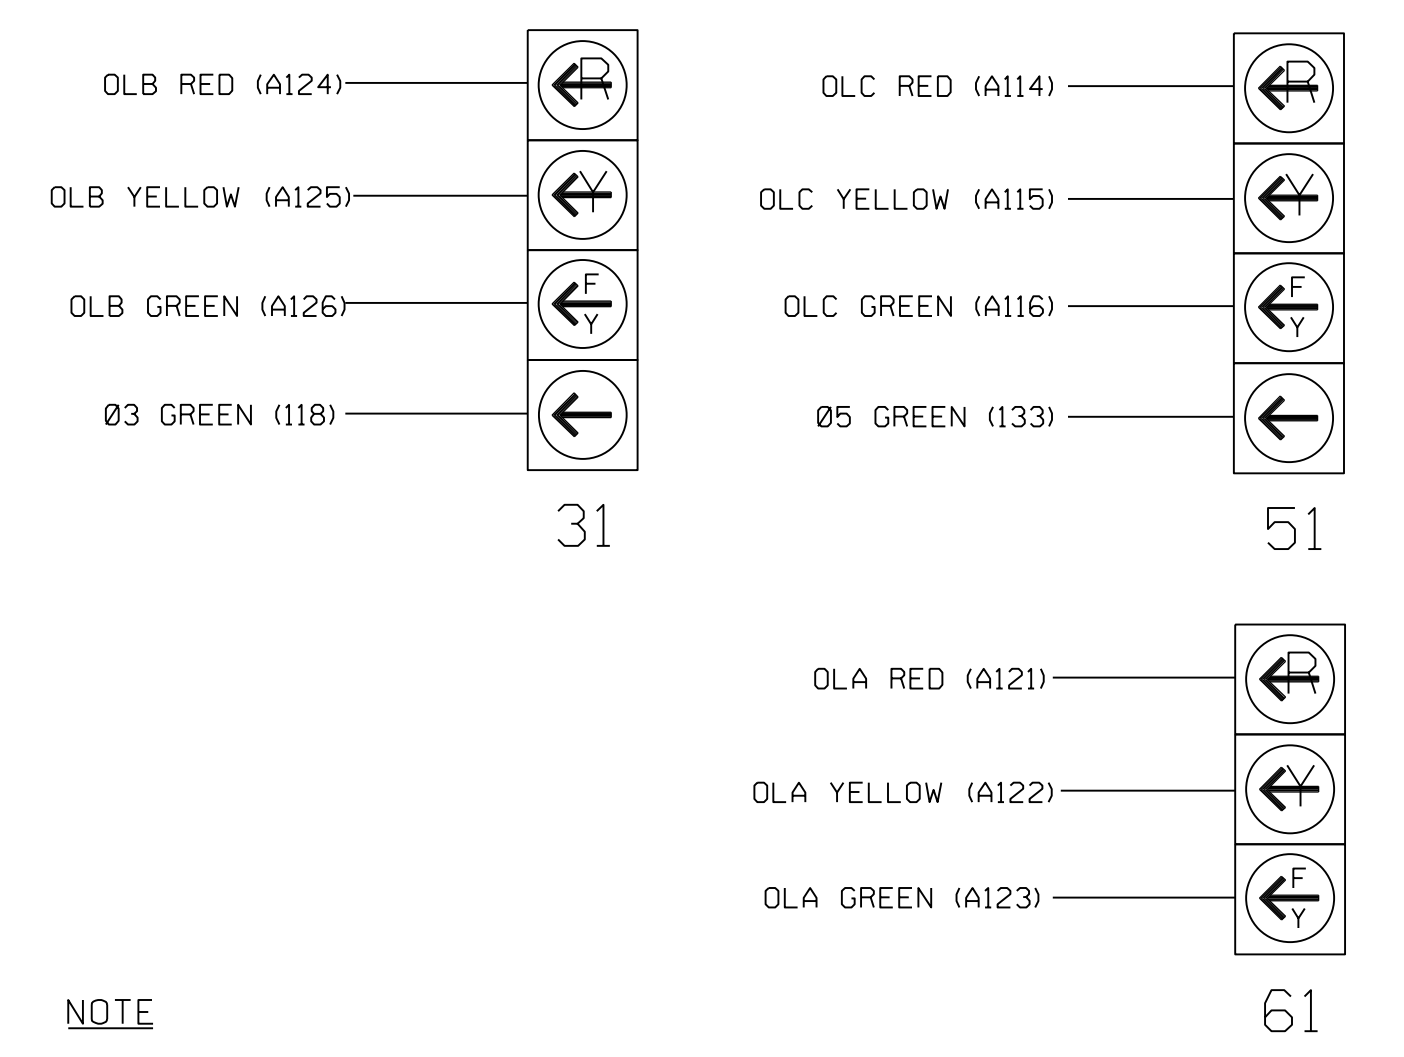 OLB RED (A124)
R
OLB YELLOW (A125)
Y
OLB GREEN (A126)
F
Y
Ø3 GREEN (118)
31
OLC RED (A114)
R
OLC YELLOW (A115)
Y
OLC GREEN (A116)
F
Y
Ø5 GREEN (133)
51
OLA RED (A121)
R
OLA YELLOW (A122)
Y
OLA GREEN (A123)
F
Y
61
NOTE